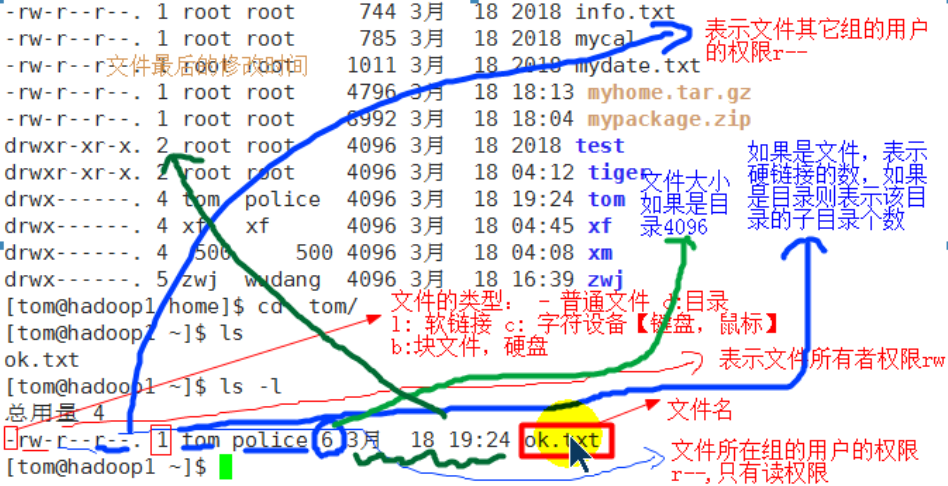 -rw-r--r--. 1 root root 744 3月 18 2018 info.txt
-rw-r--r--. 1 root root 785 3月 18 2018 mycal
表示文件其它组的用户
的权限r--
-rw-r--r--. 1 root root 1011 3月 18 2018 mydate.txt
文件最后的修改时间
-rw-r--r--. 1 root root 4796 3月 18 18:13 myhome.tar.gz
-rw-r--r--. 1 root root 8992 3月 18 18:04 mypackage.zip
drwxr-xr-x. 2 root root 4096 3月 18 2018 test
drwxr-xr-x. 2 root root 4096 3月 18 04:12 tiger
drwx------. 4 tom police 4096 3月 18 19:24 tom
drwx------. 4 xf xf 4096 3月 18 04:45 xf
drwx------. 4 500 500 4096 3月 18 04:08 xm
drwx------. 5 zwj wudang 4096 3月 18 16:39 zwj
文件大小
如果是目
录4096
如果是文件，表示
硬链接的数，如果
是目录则表示该目
录的子目录个数
[tom@hadoop1 home]$ cd tom/
[tom@hadoop1 ~]$ ls
ok.txt
[tom@hadoop1 ~]$ ls -l
文件的类型： - 普通文件 d:目录
l: 软链接 c: 字符设备【键盘，鼠标】
b:块文件，硬盘
表示文件所有者权限rw
总用量 4
文件名
-rw-r--r--. 1 tom police 6 3月 18 19:24 ok.txt
[tom@hadoop1 ~]$
文件所在组的用户的权限
r--,只有读权限